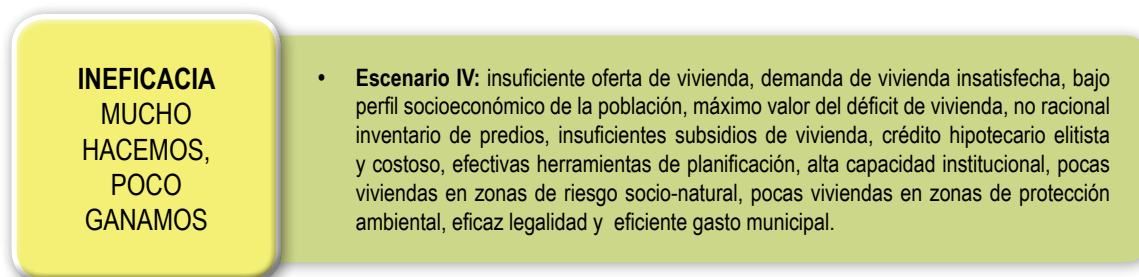 INEFICACIA
MUCHO
HACEMOS,
POCO
GANAMOS
• Escenario IV: insuficiente oferta de vivienda, demanda de vivienda insatisfecha, bajo
perfil socioeconómico de la población, máximo valor del déficit de vivienda, no racional
inventario de predios, insuficientes subsidios de vivienda, crédito hipotecario elitista
y costoso, efectivas herramientas de planificación, alta capacidad institucional, pocas
viviendas en zonas de riesgo socio-natural, pocas viviendas en zonas de protección
ambiental, eficaz legalidad y eficiente gasto municipal.